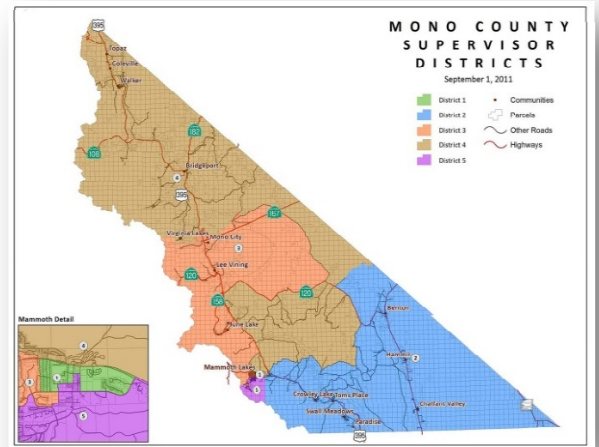 MONO COUNTY
SUPERVISOR
DISTRICTS
September 1, 2011
District 1
District 2
District 3
District 4
District 5
Communities
Parcels
Other Roads
Highways
395
Topaz
Coleville
Walker
182
108
Bridgeport
4
395
167
Virginia Lakes
Mono City
3
Lee Vining
120
120
158
June Lake
Benton
Hammil
2
Mammoth Lakes
1
5
Crowley Lake
Toms Place
Chalfant Valley
Swall Meadows
Paradise
395
Mammoth Detail
4
3
1
5